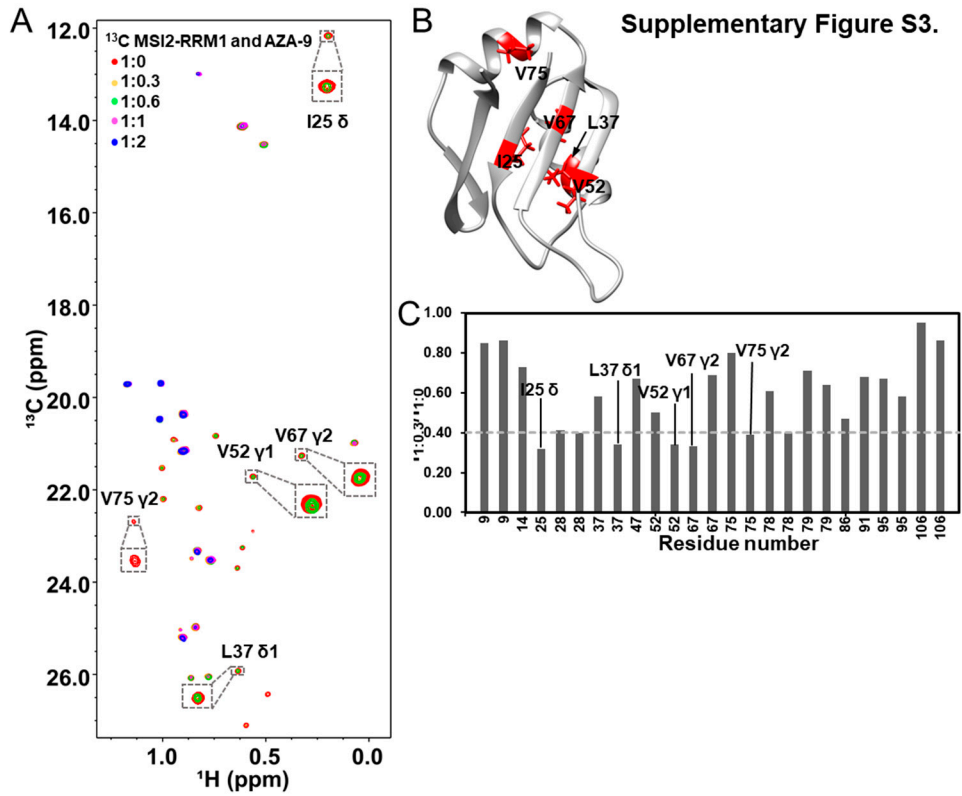 A
B
Supplementary Figure S3.
¹³C MSI2-RRM1 and AZA-9
1:0
1:0.3
1:0.6
1:1
1:2
I25 δ
V52 γ1
V67 γ2
V75 γ2
L37 δ1
12.0
14.0
16.0
18.0
20.0
22.0
24.0
26.0
¹³C (ppm)
1.0 0.5 0.0
¹H (ppm)
V75
V67
L37
I25
V52
C
1.00
0.80
0.60
0.40
0.20
0.00
I25 δ
L37 δ1
V52 γ1
V67 γ2
V75 γ2
9 9 14 25 28 28 37 37 47 52 52 67 67 75 75 78 78 79 79 86 91 95 95 106 106
Residue number